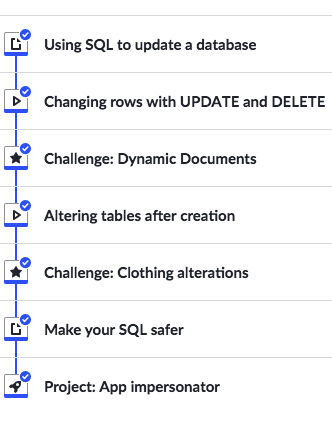 Using SQL to update a database
Changing rows with UPDATE and DELETE
Challenge: Dynamic Documents
Altering tables after creation
Challenge: Clothing alterations
Make your SQL safer
Project: App impersonator